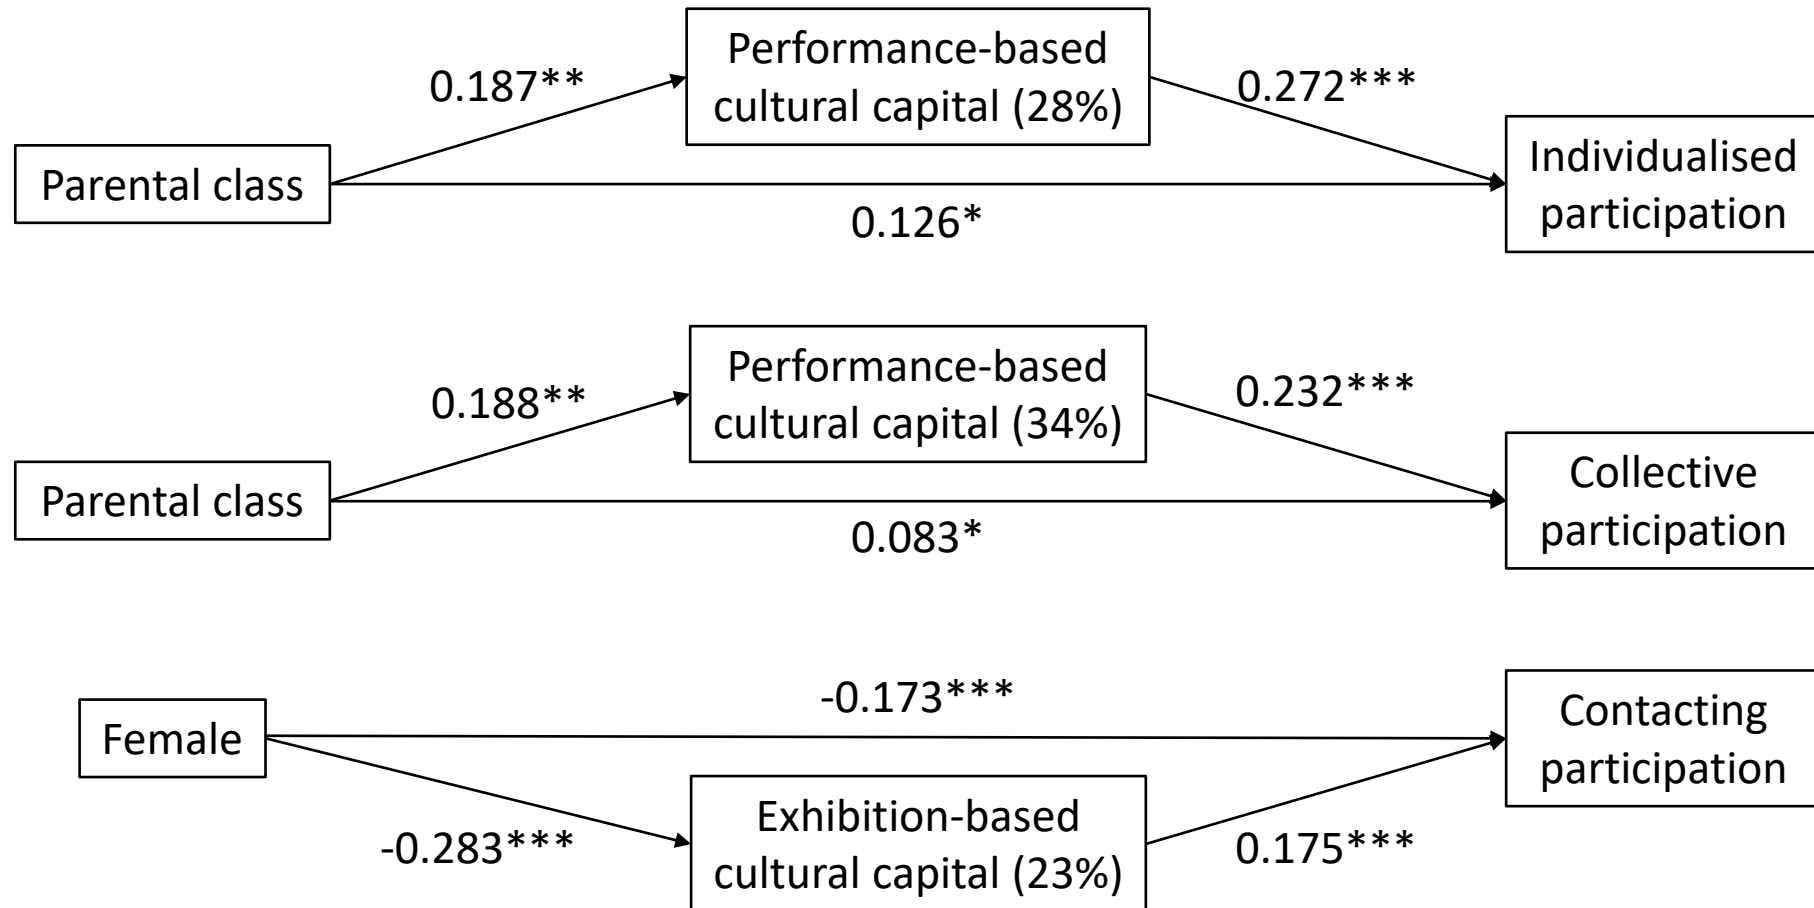 Performance-based
cultural capital (28%)
0.187**
0.272***
Parental class
Individualised
participation
0.126*
Performance-based
cultural capital (34%)
0.188**
0.232***
Parental class
Collective
participation
0.083*
-0.173***
Female
Contacting
participation
Exhibition-based
cultural capital (23%)
-0.283***
0.175***